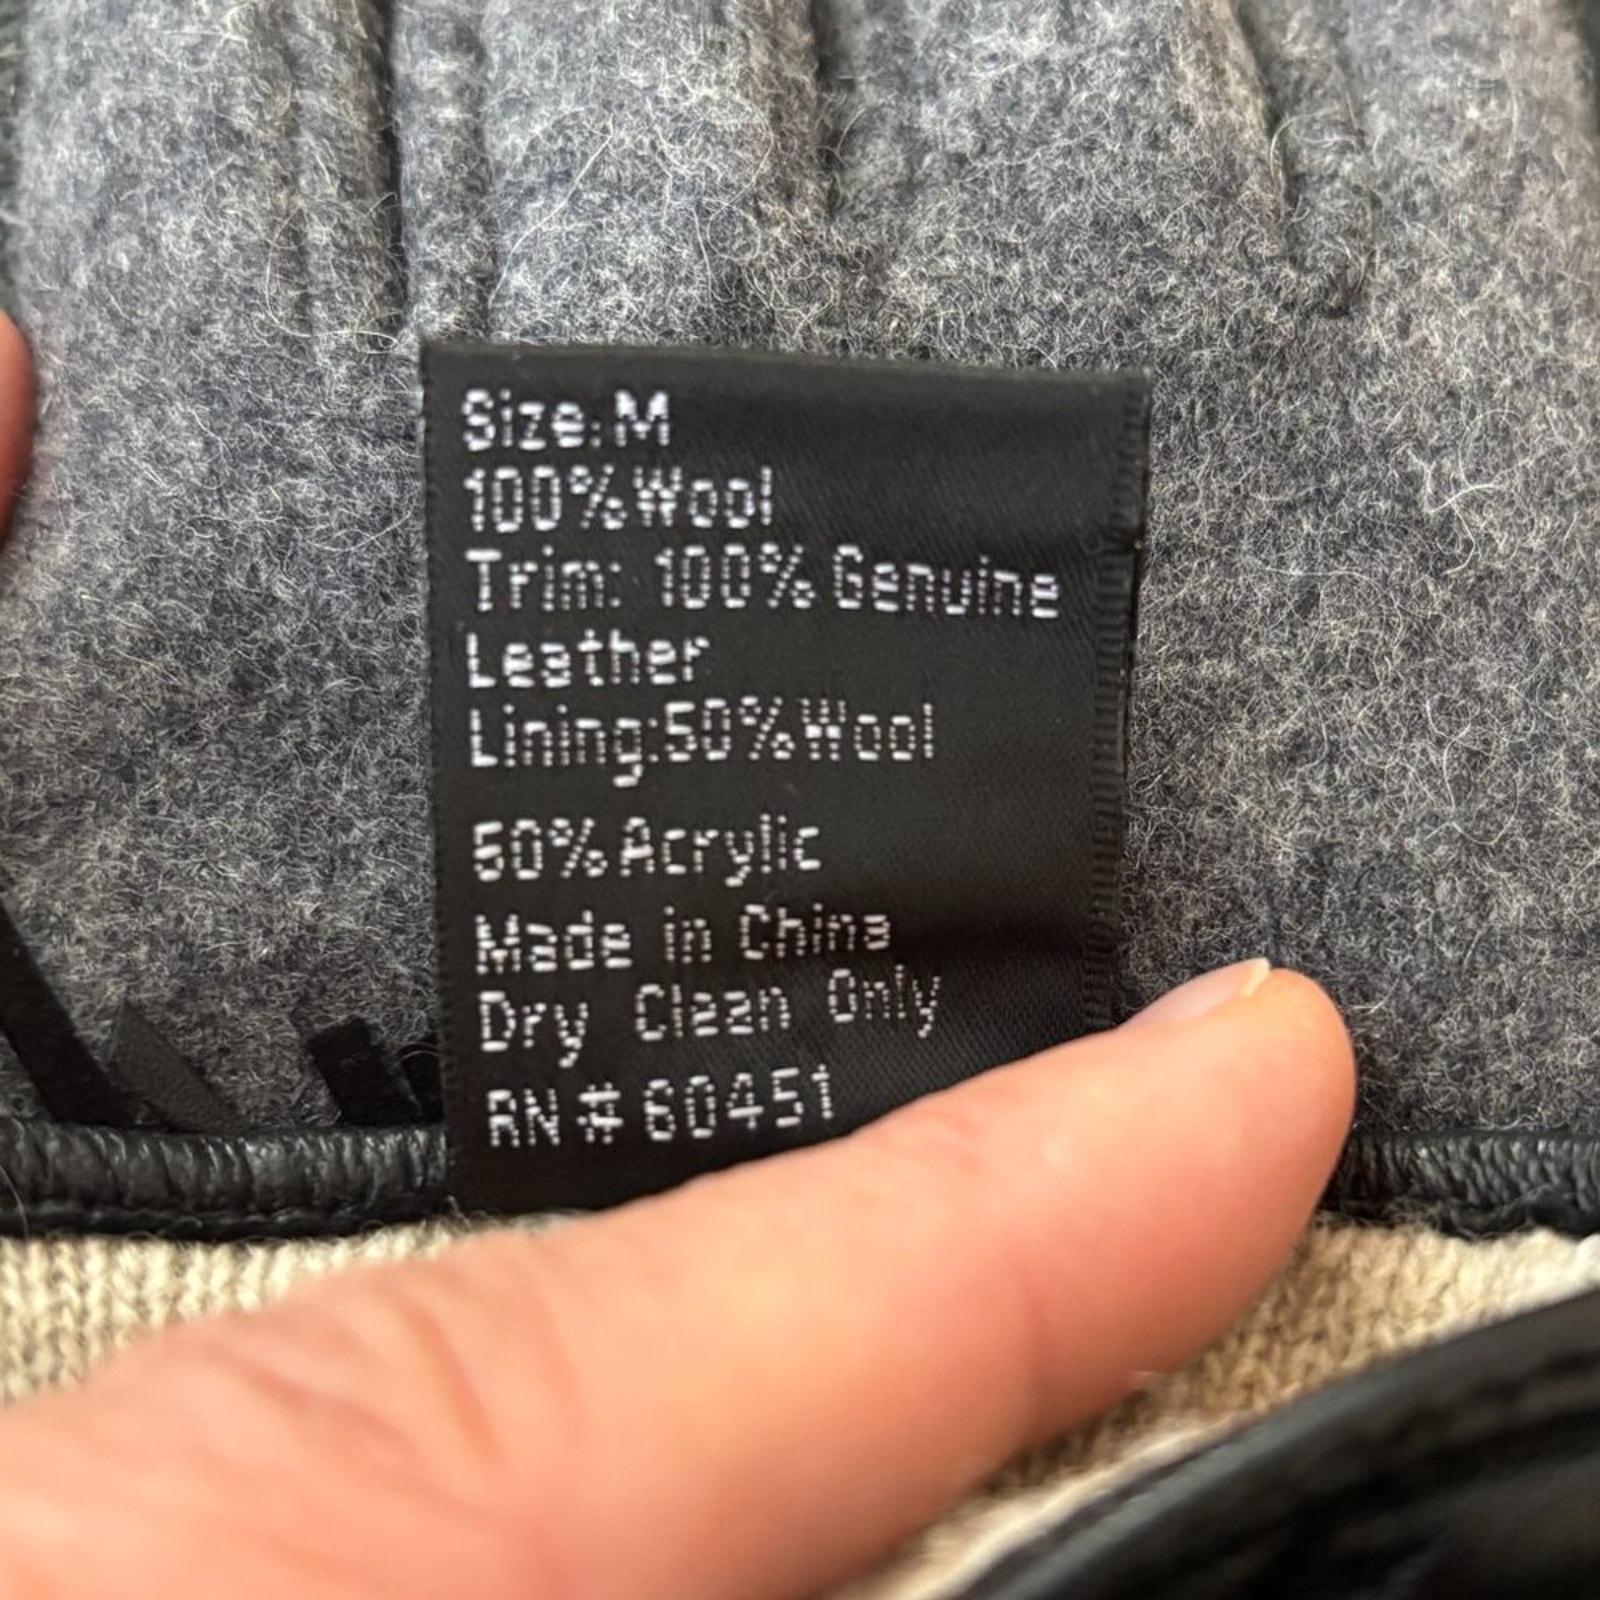 Size:M
100%Wool
Trim: 100% Genuine
Leather
Lining:50%Wool
50%Acrylic
Made in China
Dry Clean Only
RN#60451